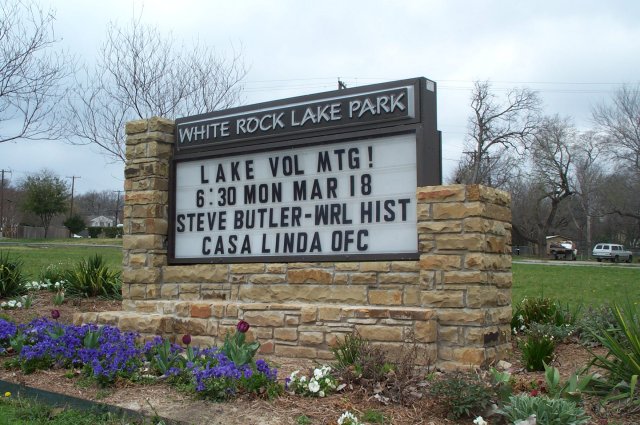 WHITE ROCK LAKE PARK
LAKE VOL MTG!
6:30 MON MAR 18
STEVE BUTLER-WRL HIST
CASA LINDA OFC